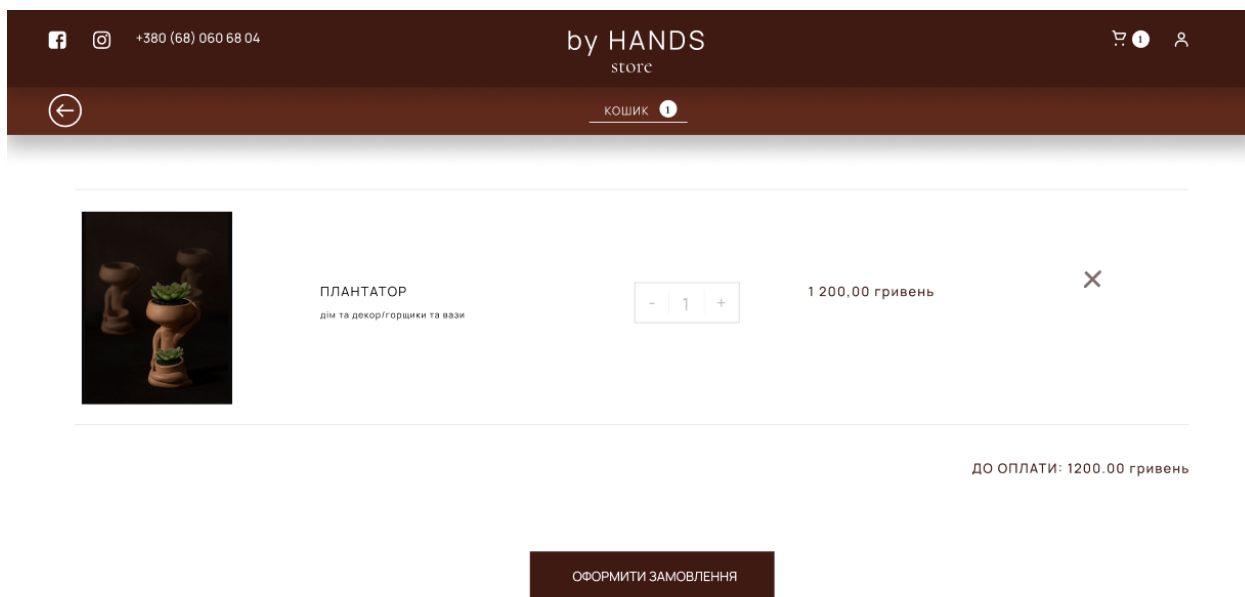 +380 (68) 060 68 04
by HANDS
store
1
кошик 1
ПЛАНТАТОР
дім та декор/горщики та вази
- 1 +
1 200,00 гривень
ДО ОПЛАТИ: 1200.00 гривень
ОФОРМИТИ ЗАМОВЛЕННЯ